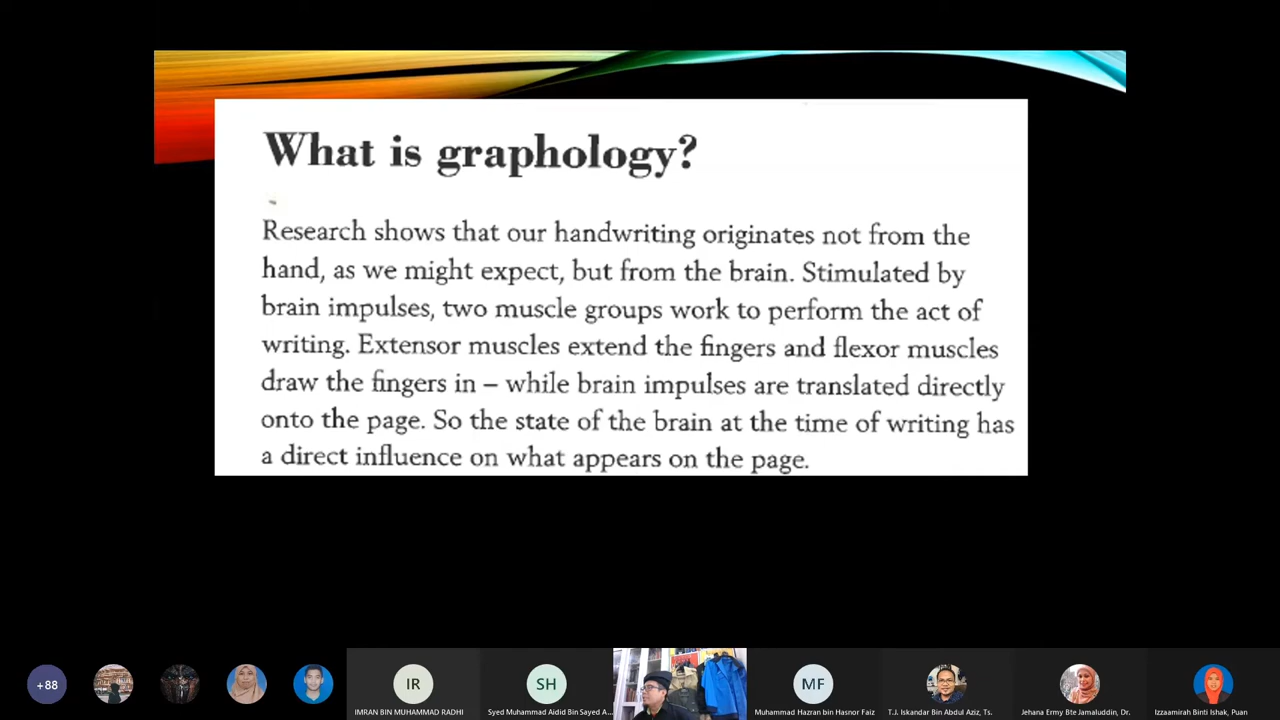 What is graphology?
Research shows that our handwriting originates not from the
hand, as we might expect, but from the brain. Stimulated by
brain impulses, two muscle groups work to perform the act of
writing. Extensor muscles extend the fingers and flexor muscles
draw the fingers in – while brain impulses are translated directly
onto the page. So the state of the brain at the time of writing has
a direct influence on what appears on the page.
+88
IR
SH
MF
IMRAN BIN MUHAMMAD RADHI
Syed Muhammad Aidid Bin Sayed A...
Muhammad Hazran bin Hasnor Faiz
T.J. Iskandar Bin Abdul Aziz, Ts.
Jehana Ermy Bte Jamaluddin, Dr.
Izzaamirah Binti Ishak, Puan